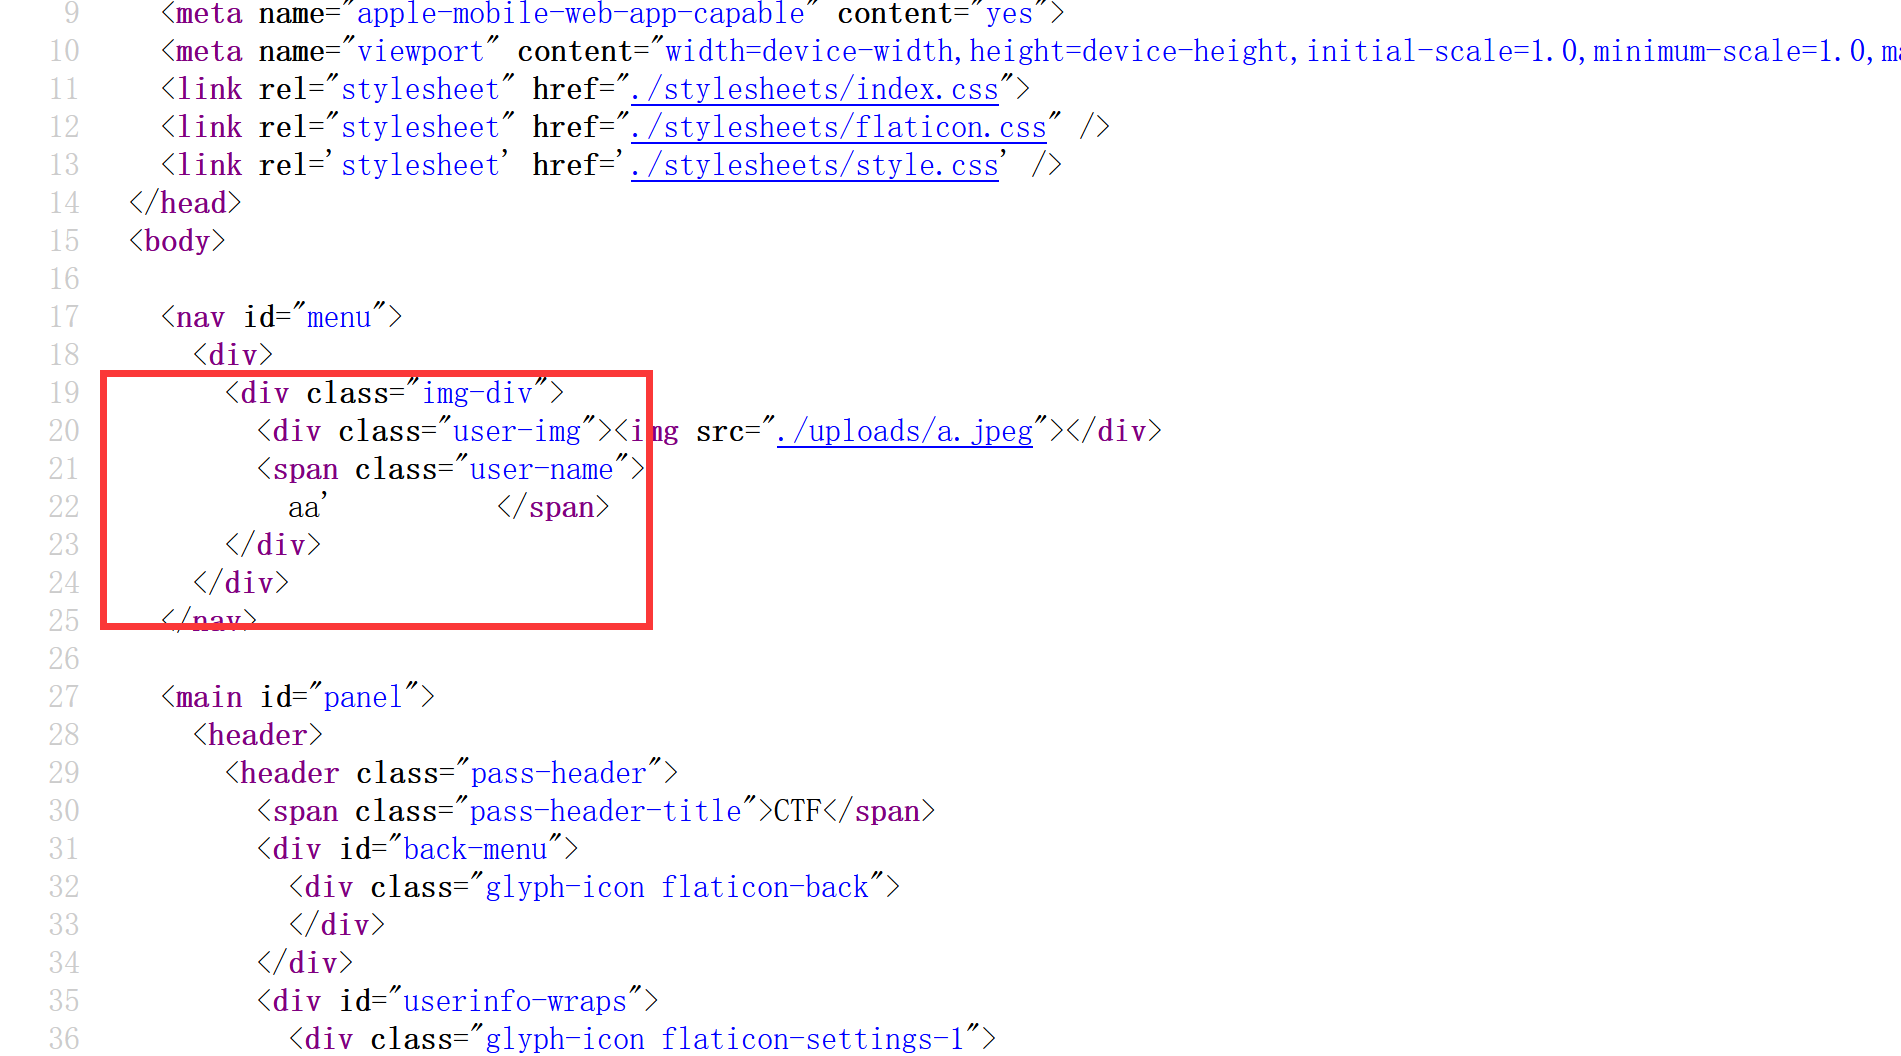 9 <meta name="apple-mobile-web-app-capable" content="yes">
10 <meta name="viewport" content="width=device-width,height=device-height,initial-scale=1.0,minimum-scale=1.0,ma
11 <link rel="stylesheet" href="./stylesheets/index.css">
12 <link rel="stylesheet" href="./stylesheets/flaticon.css" />
13 <link rel='stylesheet' href='./stylesheets/style.css' />
14 </head>
15 <body>
16
17 <nav id="menu">
18 <div>
19 <div class="img-div">
20 <div class="user-img"><img src="./uploads/a.jpeg"></div>
21 <span class="user-name">
22 aa' </span>
23 </div>
24 </div>
25 </nav>
26
27 <main id="panel">
28 <header>
29 <header class="pass-header">
30 <span class="pass-header-title">CTF</span>
31 <div id="back-menu">
32 <div class="glyph-icon flaticon-back">
33 </div>
34 </div>
35 <div id="userinfo-wraps">
36 <div class="glyph-icon flaticon-settings-1">